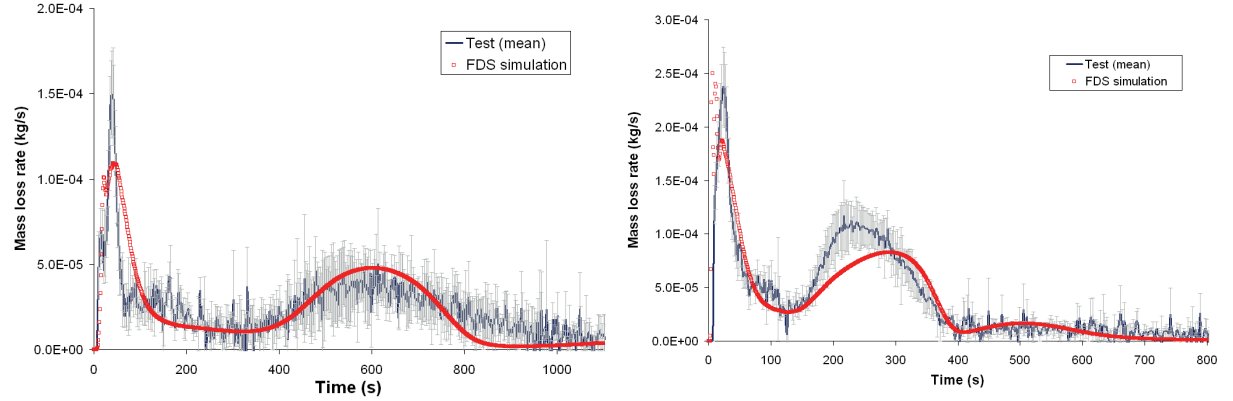 2.0E-04
1.5E-04
1.0E-04
5.0E-05
0.0E+00
Mass loss rate (kg/s)
Test (mean)
FDS simulation
0 200 400 600 800 1000
Time (s)
3.0E-04
2.5E-04
2.0E-04
1.5E-04
1.0E-04
5.0E-05
0.0E+00
Mass loss rate (kg/s)
Test (mean)
FDS simulation
0 100 200 300 400 500 600 700 800
Time (s)